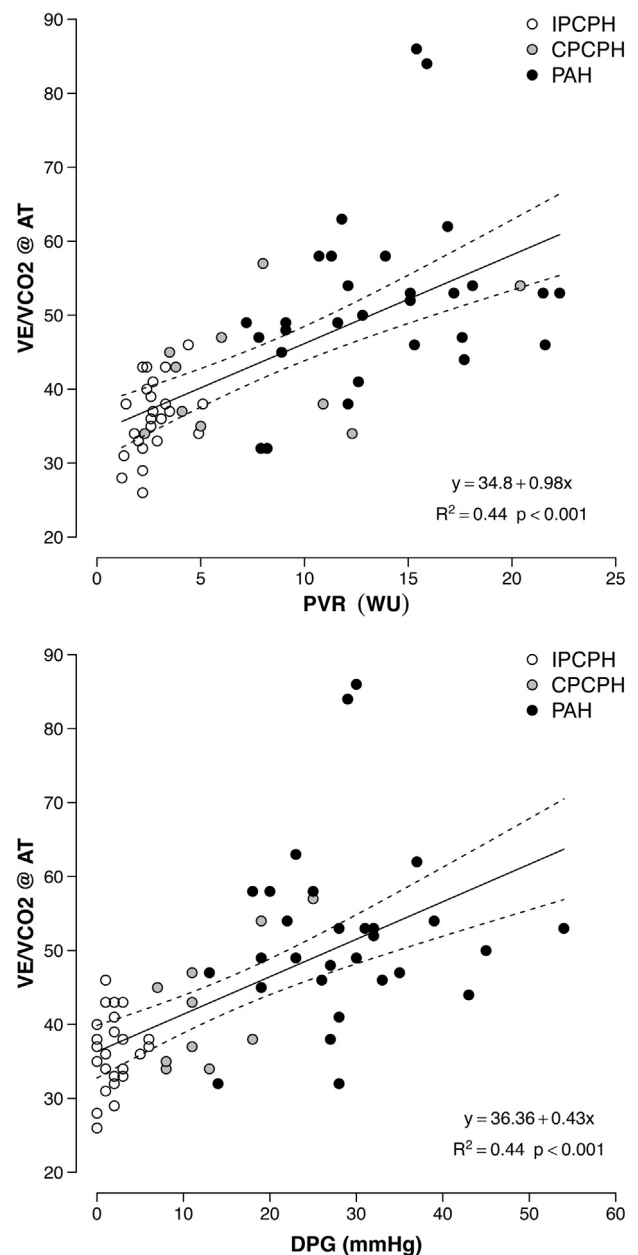 90
80
70
60
50
40
30
20
VE/VCO2 @ AT
IPCPH
CPCPH
PAH
y = 34.8 + 0.98x
R² = 0.44 p < 0.001
0 5 10 15 20 25
PVR (WU)
90
80
70
60
50
40
30
20
VE/VCO2 @ AT
IPCPH
CPCPH
PAH
y = 36.36 + 0.43x
R² = 0.44 p < 0.001
0 10 20 30 40 50 60
DPG (mmHg)